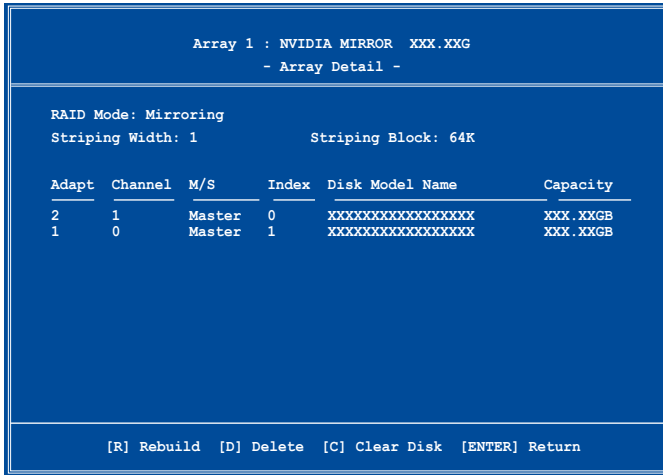 Array 1 : NVIDIA MIRROR XXX.XXG
- Array Detail -
RAID Mode: Mirroring
Striping Width: 1 Striping Block: 64K
Adapt Channel M/S Index Disk Model Name Capacity
2 1 Master 0 XXXXXXXXXXXXXXXXX XXX.XXGB
1 0 Master 1 XXXXXXXXXXXXXXXXX XXX.XXGB
[R] Rebuild [D] Delete [C] Clear Disk [ENTER] Return